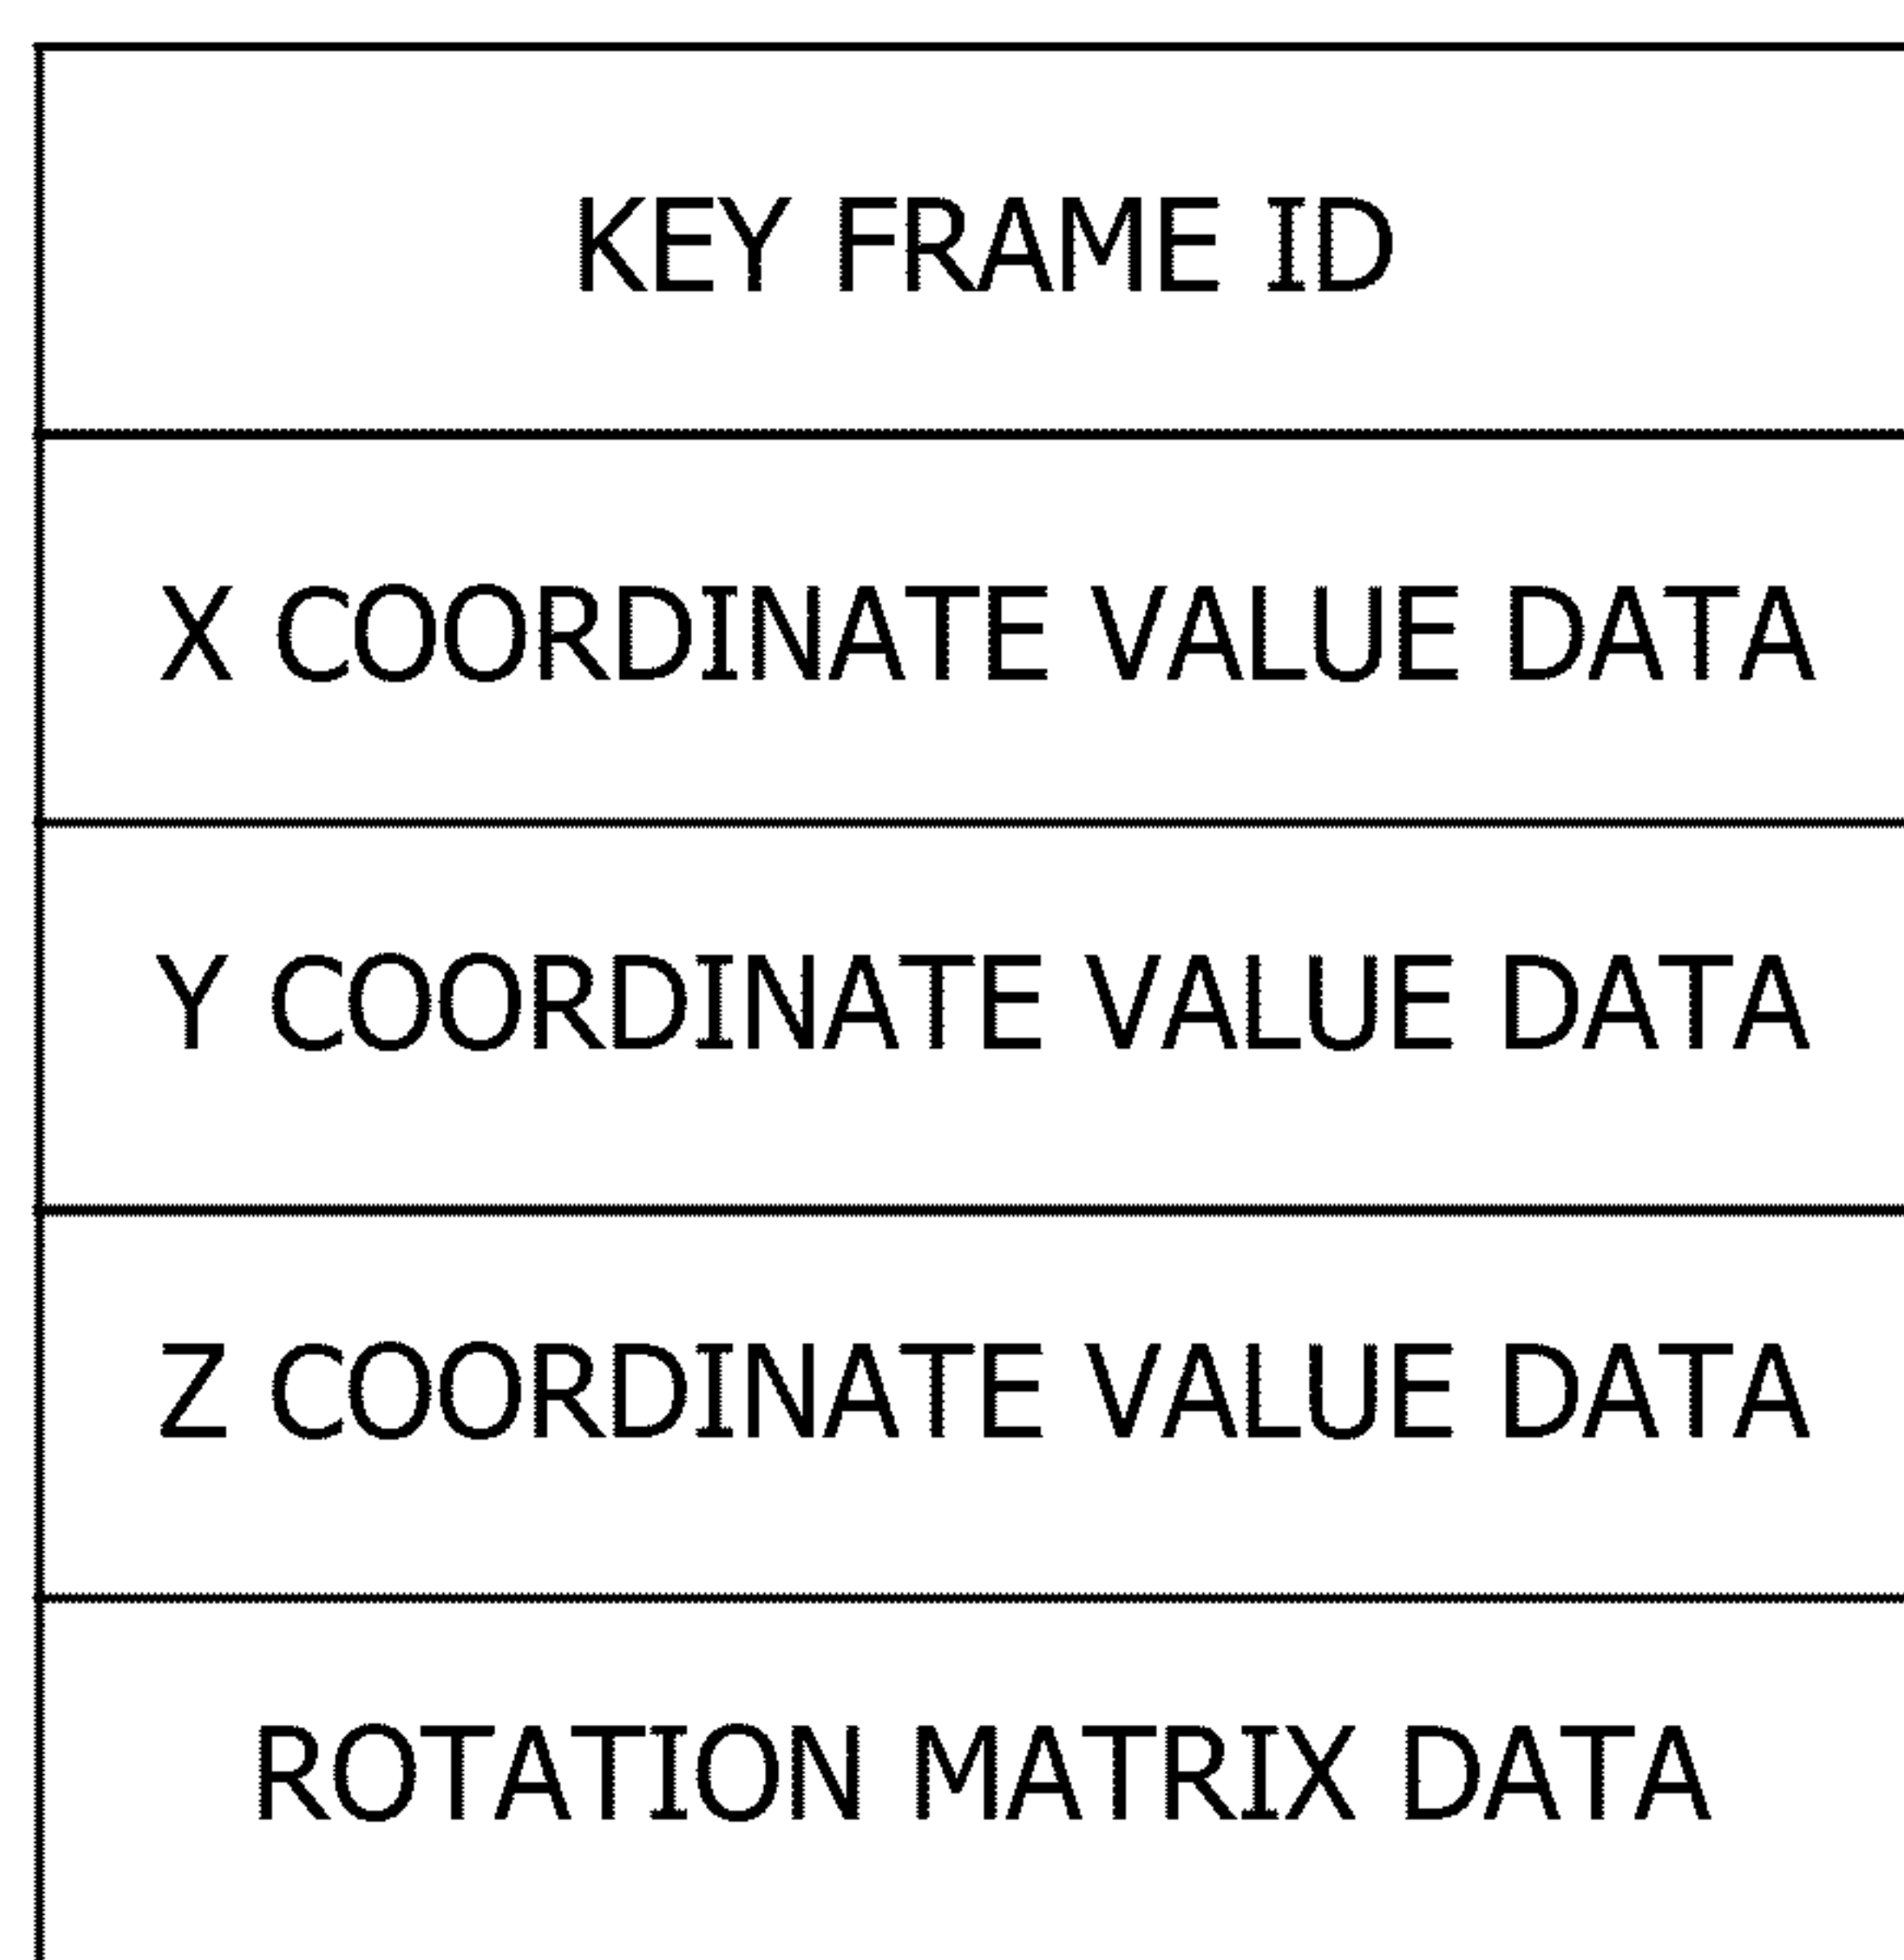 KEY FRAME ID
X COORDINATE VALUE DATA
Y COORDINATE VALUE DATA
Z COORDINATE VALUE DATA
ROTATION MATRIX DATA